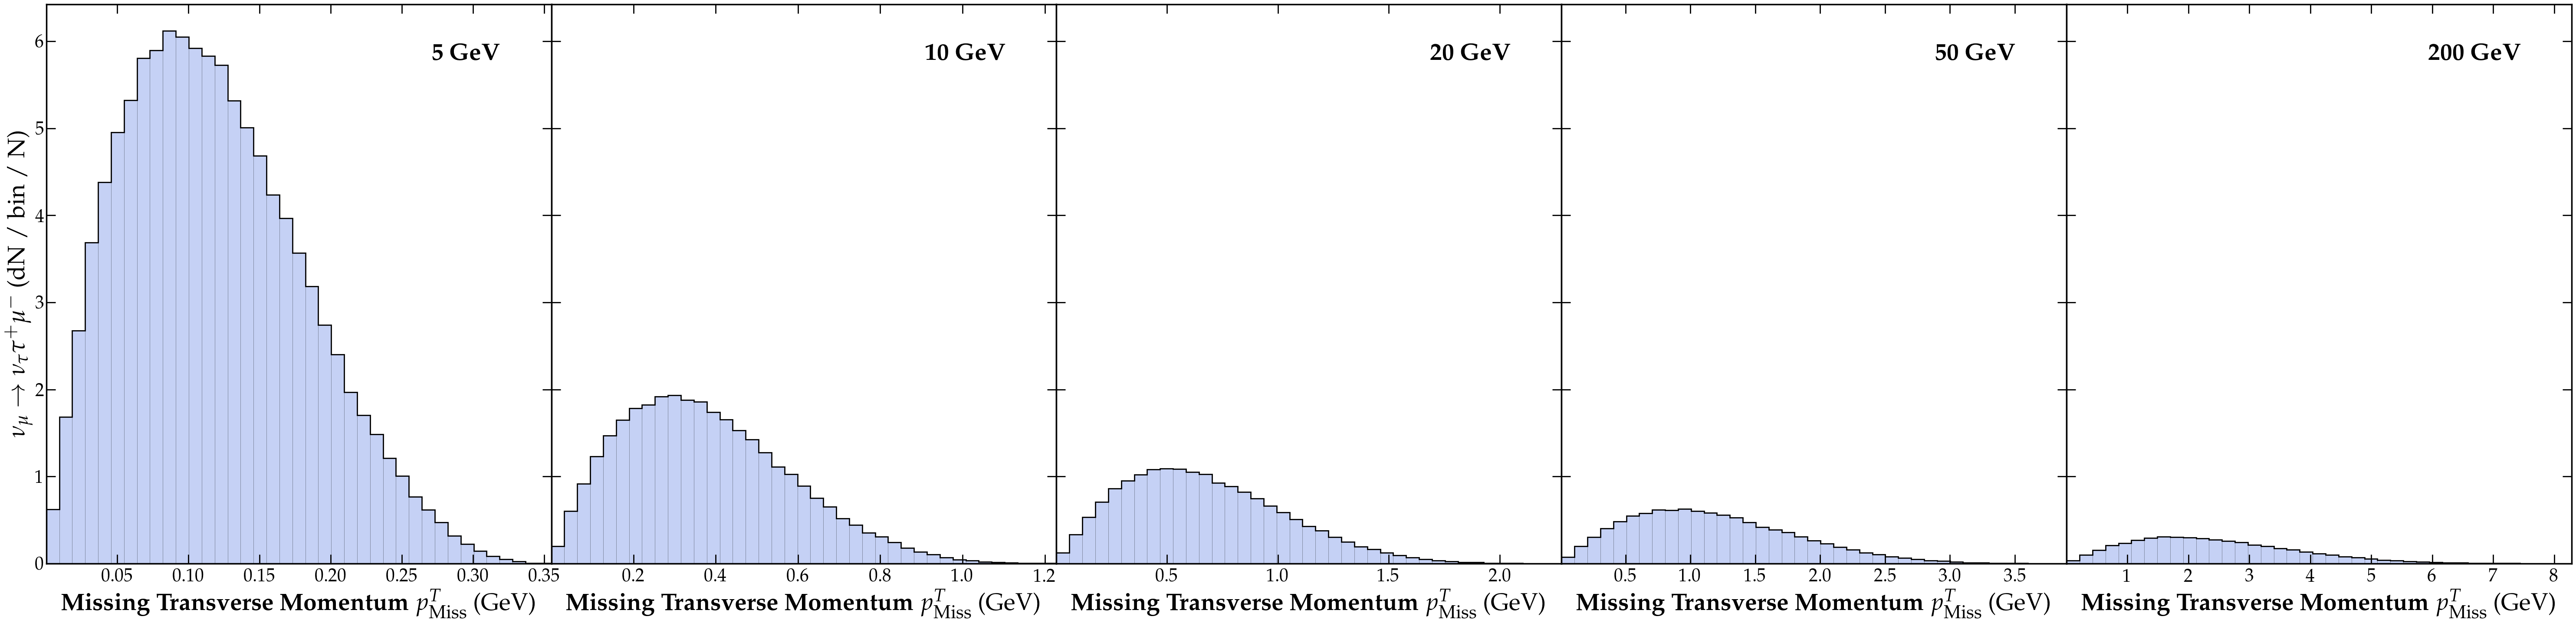 5 GeV
10 GeV
20 GeV
50 GeV
200 GeV
ν_μ → ν_τ τ⁺ μ⁻ (dN / bin / N)
6
5
4
3
2
1
0
0.05 0.10 0.15 0.20 0.25 0.30 0.35
0.2 0.4 0.6 0.8 1.0 1.2
0.5 1.0 1.5 2.0
0.5 1.0 1.5 2.0 2.5 3.0 3.5
1 2 3 4 5 6 7 8
Missing Transverse Momentum p^T_Miss (GeV)
Missing Transverse Momentum p^T_Miss (GeV)
Missing Transverse Momentum p^T_Miss (GeV)
Missing Transverse Momentum p^T_Miss (GeV)
Missing Transverse Momentum p^T_Miss (GeV)